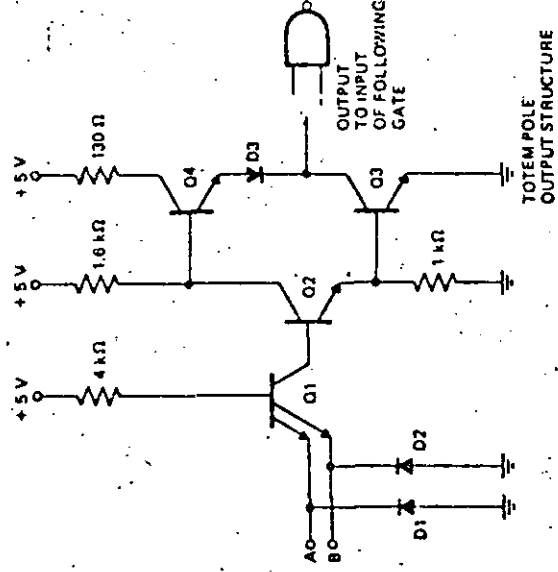 +5 V
+5 V
+5 V
4 kΩ
1.6 kΩ
130 Ω
Q4
D3
Q1
Q2
Q3
A
B
D1
D2
1 kΩ
OUTPUT
TO INPUT
OF FOLLOWING
GATE
TOTEM POLE
OUTPUT STRUCTURE